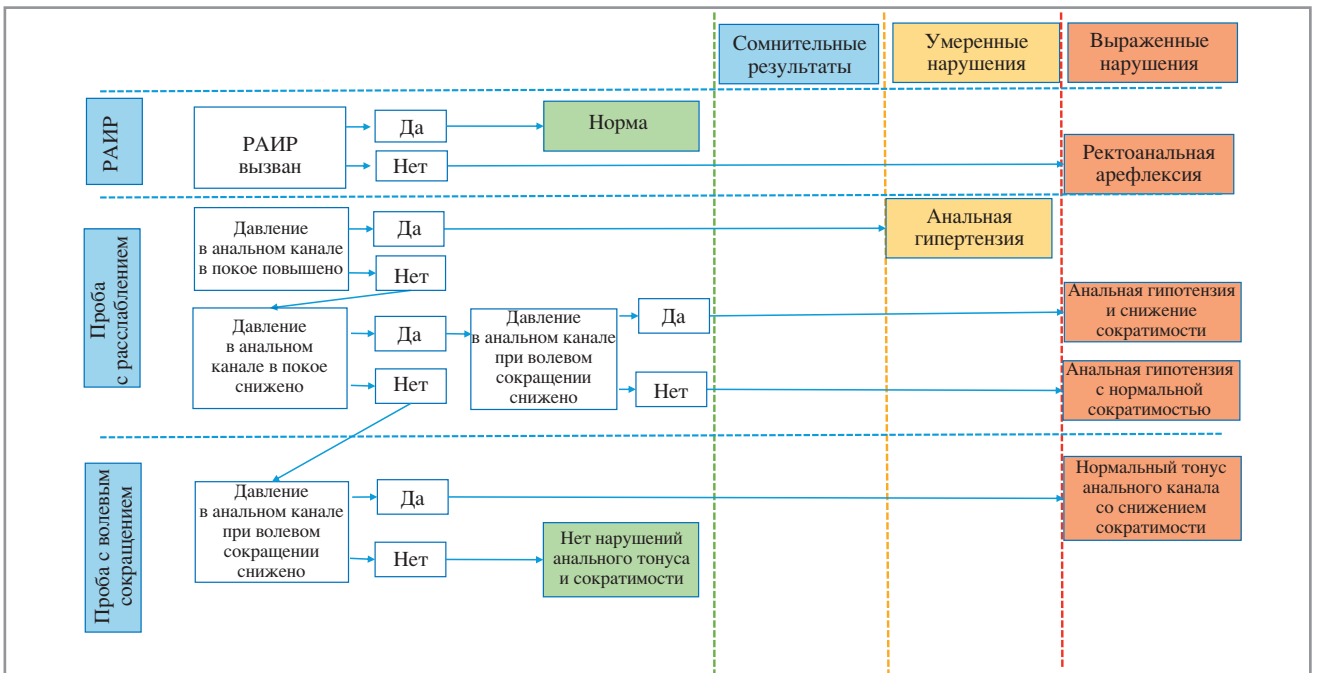 Сомнительные
результаты
Умеренные
нарушения
Выраженные
нарушения
РАИР
РАИР
вызван
Да
Норма
Нет
Ректоанальная
арефлексия
Проба
с расслаблением
Давление
в анальном канале
в покое повышено
Да
Анальная
гипертензия
Нет
Давление
в анальном
канале в покое
снижено
Да
Давление
в анальном канале
при волевом
сокращении
снижено
Да
Анальная гипотензия
и снижение
сократимости
Нет
Нет
Анальная гипотензия
с нормальной
сократимостью
Проба с волевым
сокращением
Давление
в анальном канале
при волевом
сокращении
снижено
Да
Нормальный тонус
анального канала
со снижением
сократимости
Нет
Нет нарушений
анального тонуса
и сократимости